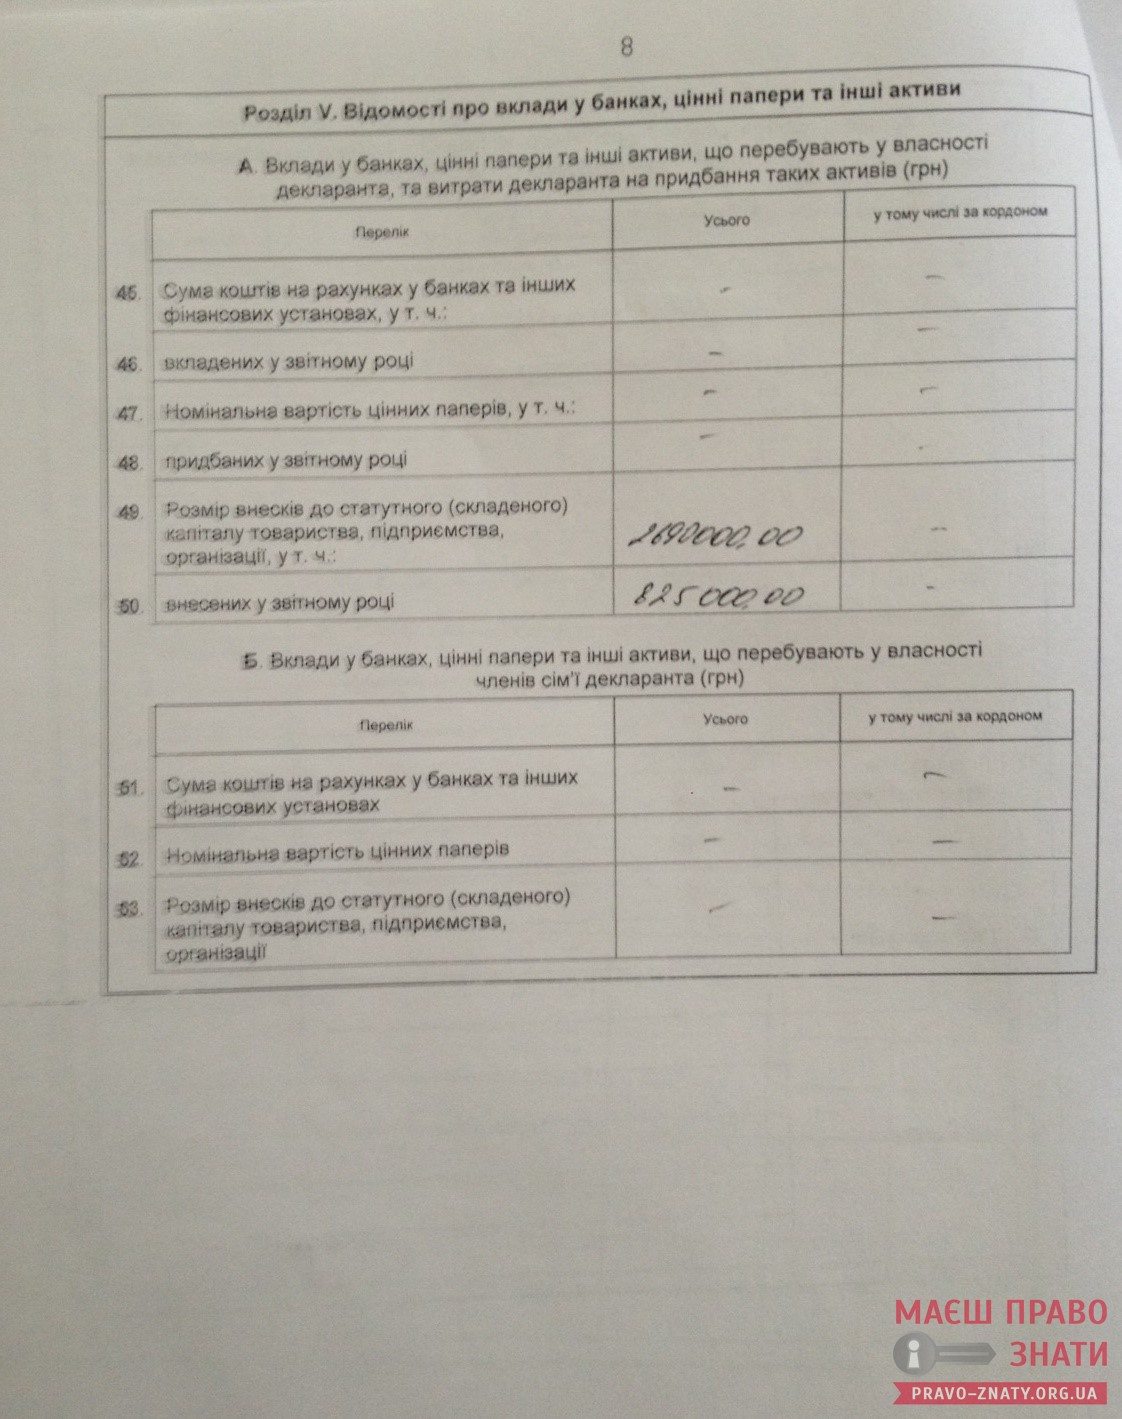 8
Розділ V. Відомості про вклади у банках, цінні папери та інші активи
А. Вклади у банках, цінні папери та інші активи, що перебувають у власності
декларанта, та витрати декларанта на придбання таких активів (грн)
Перелік Усього у тому числі за кордоном
45. Сума коштів на рахунках у банках та інших - -
фінансових установах, у т. ч.:
46. вкладених у звітному році - -
47. Номінальна вартість цінних паперів, у т. ч.: - -
48. придбаних у звітному році - -
49. Розмір внесків до статутного (складеного)
капіталу товариства, підприємства, 2690000,00 -
організації, у т. ч.:
50. внесених у звітному році 825000,00 -
Б. Вклади у банках, цінні папери та інші активи, що перебувають у власності
членів сім'ї декларанта (грн)
Перелік Усього у тому числі за кордоном
51. Сума коштів на рахунках у банках та інших - -
фінансових установах
52. Номінальна вартість цінних паперів - -
53. Розмір внесків до статутного (складеного) - -
капіталу товариства, підприємства,
організації
МАЄШ ПРАВО
ЗНАТИ
PRAVO-ZNATY.ORG.UA